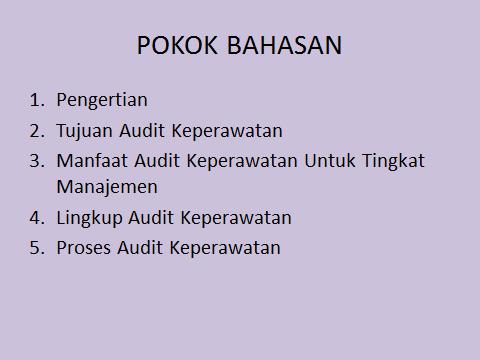 POKOK BAHASAN
1. Pengertian
2. Tujuan Audit Keperawatan
3. Manfaat Audit Keperawatan Untuk Tingkat
Manajemen
4. Lingkup Audit Keperawatan
5. Proses Audit Keperawatan